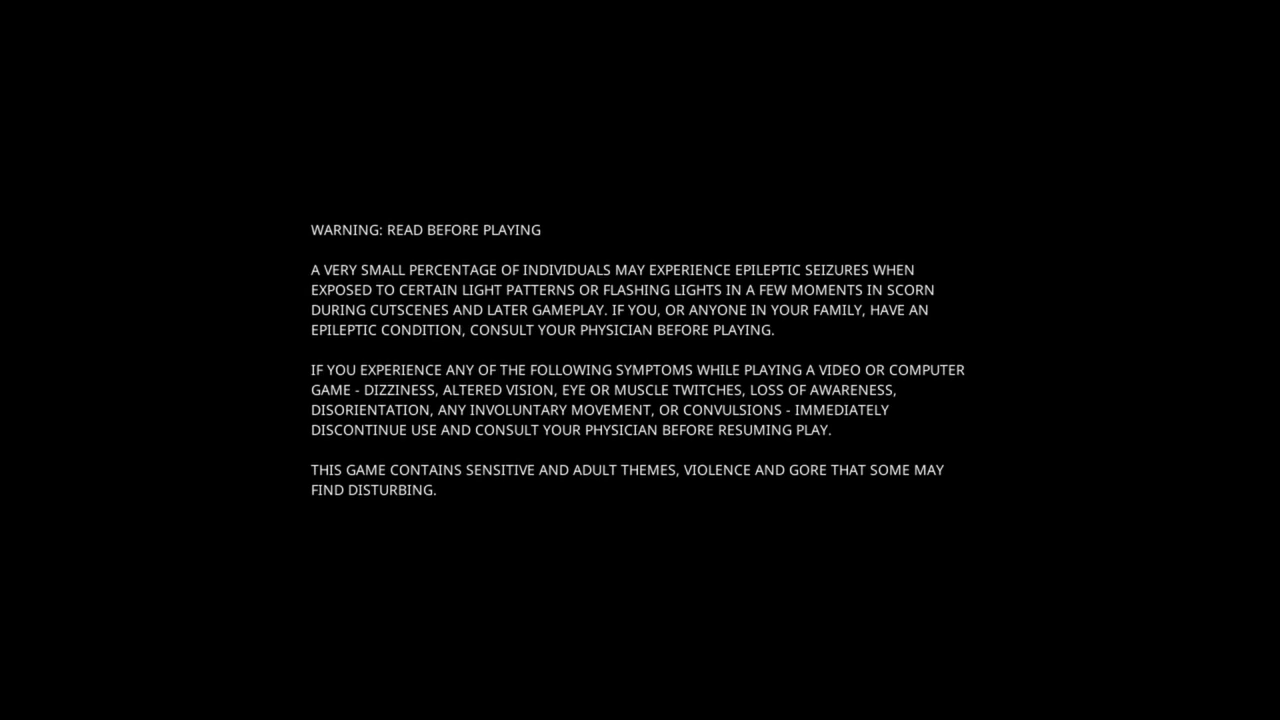 WARNING: READ BEFORE PLAYING
A VERY SMALL PERCENTAGE OF INDIVIDUALS MAY EXPERIENCE EPILEPTIC SEIZURES WHEN
EXPOSED TO CERTAIN LIGHT PATTERNS OR FLASHING LIGHTS IN A FEW MOMENTS IN SCORN
DURING CUTSCENES AND LATER GAMEPLAY. IF YOU, OR ANYONE IN YOUR FAMILY, HAVE AN
EPILEPTIC CONDITION, CONSULT YOUR PHYSICIAN BEFORE PLAYING.
IF YOU EXPERIENCE ANY OF THE FOLLOWING SYMPTOMS WHILE PLAYING A VIDEO OR COMPUTER
GAME - DIZZINESS, ALTERED VISION, EYE OR MUSCLE TWITCHES, LOSS OF AWARENESS,
DISORIENTATION, ANY INVOLUNTARY MOVEMENT, OR CONVULSIONS - IMMEDIATELY
DISCONTINUE USE AND CONSULT YOUR PHYSICIAN BEFORE RESUMING PLAY.
THIS GAME CONTAINS SENSITIVE AND ADULT THEMES, VIOLENCE AND GORE THAT SOME MAY
FIND DISTURBING.